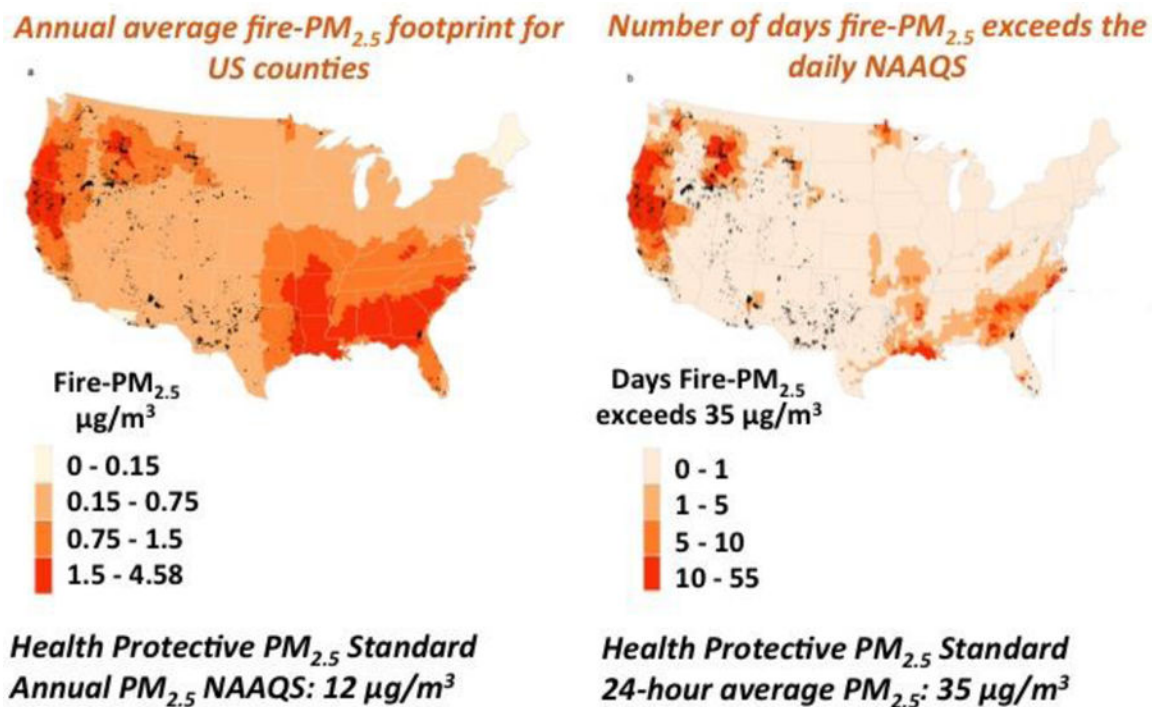 Annual average fire-PM2.5 footprint for
US counties
a
Fire-PM2.5
µg/m³
0 - 0.15
0.15 - 0.75
0.75 - 1.5
1.5 - 4.58
Health Protective PM2.5 Standard
Annual PM2.5 NAAQS: 12 µg/m³
Number of days fire-PM2.5 exceeds the
daily NAAQS
b
Days Fire-PM2.5
exceeds 35 µg/m³
0 - 1
1 - 5
5 - 10
10 - 55
Health Protective PM2.5 Standard
24-hour average PM2.5: 35 µg/m³